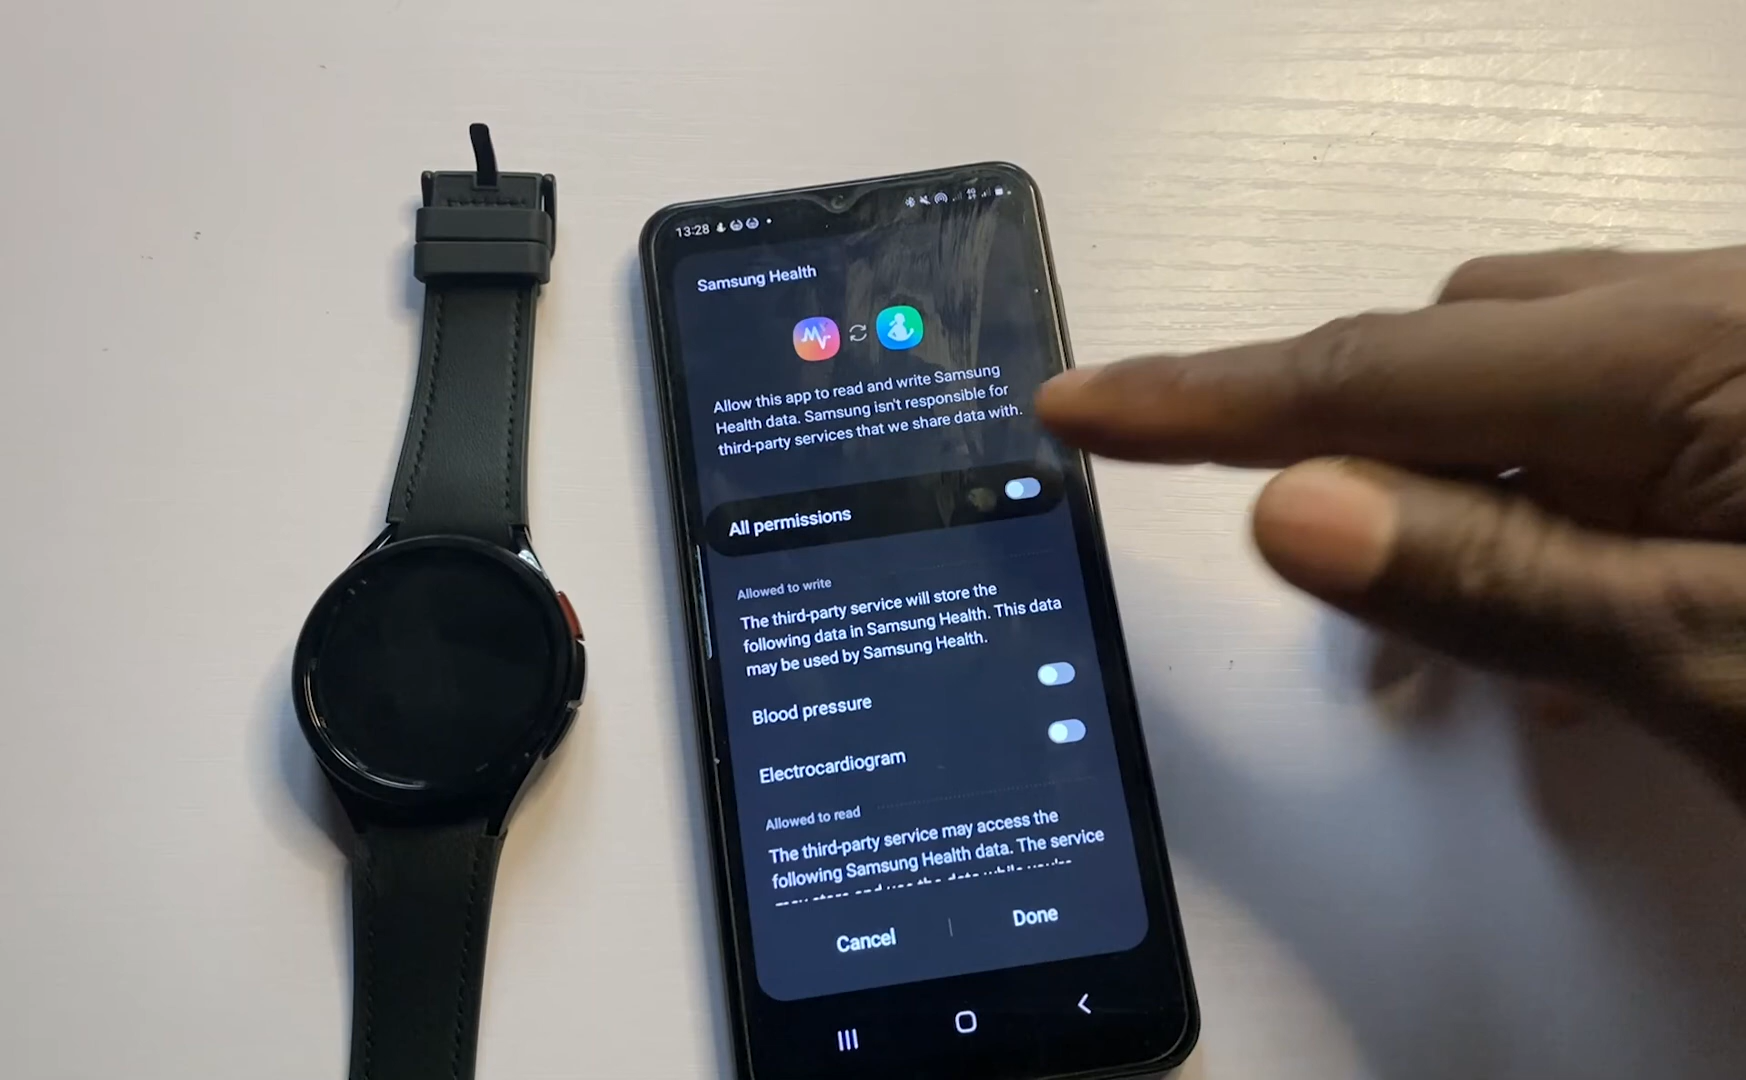 13:28
4G
Samsung Health
Allow this app to read and write Samsung
Health data. Samsung isn't responsible for
third-party services that we share data with.
All permissions
Allowed to write
The third-party service will store the
following data in Samsung Health. This data
may be used by Samsung Health.
Blood pressure
Electrocardiogram
Allowed to read
The third-party service may access the
following Samsung Health data. The service
Cancel
Done